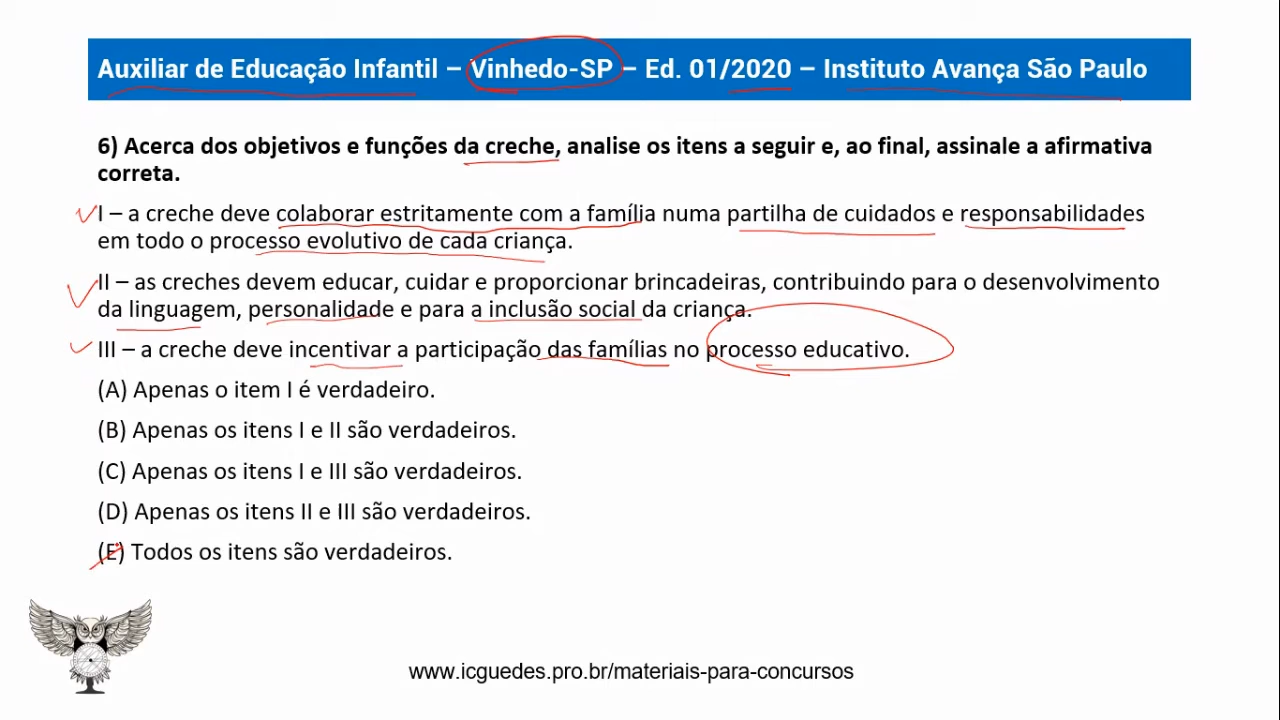 Auxiliar de Educação Infantil – Vinhedo-SP – Ed. 01/2020 – Instituto Avança São Paulo
6) Acerca dos objetivos e funções da creche, analise os itens a seguir e, ao final, assinale a afirmativa
correta.
I – a creche deve colaborar estritamente com a família numa partilha de cuidados e responsabilidades
em todo o processo evolutivo de cada criança.
II – as creches devem educar, cuidar e proporcionar brincadeiras, contribuindo para o desenvolvimento
da linguagem, personalidade e para a inclusão social da criança.
III – a creche deve incentivar a participação das famílias no processo educativo.
(A) Apenas o item I é verdadeiro.
(B) Apenas os itens I e II são verdadeiros.
(C) Apenas os itens I e III são verdadeiros.
(D) Apenas os itens II e III são verdadeiros.
(E) Todos os itens são verdadeiros.
www.icguedes.pro.br/materiais-para-concursos